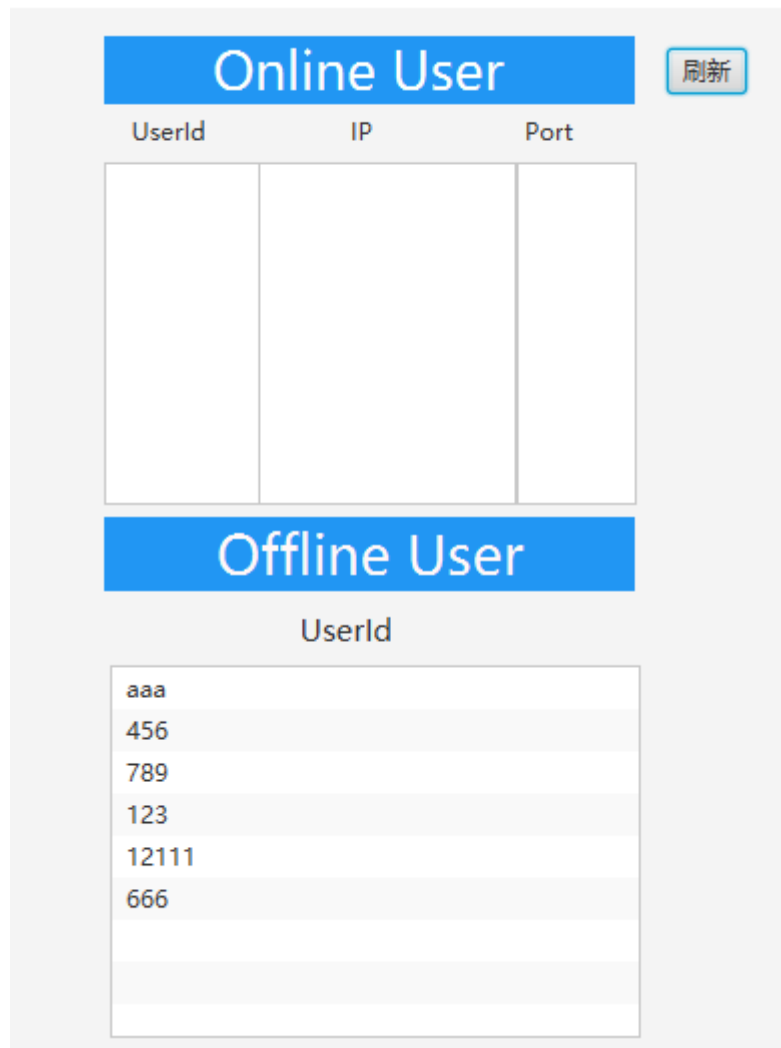 Online User
刷新
UserId IP Port
Offline User
UserId
aaa
456
789
123
12111
666